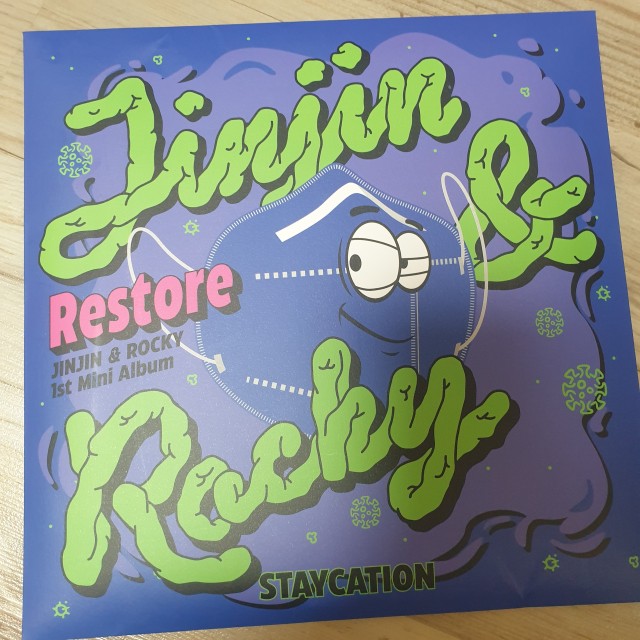 Jinjin
&
Restore
JINJIN & ROCKY
1st Mini Album
Rocky
STAYCATION